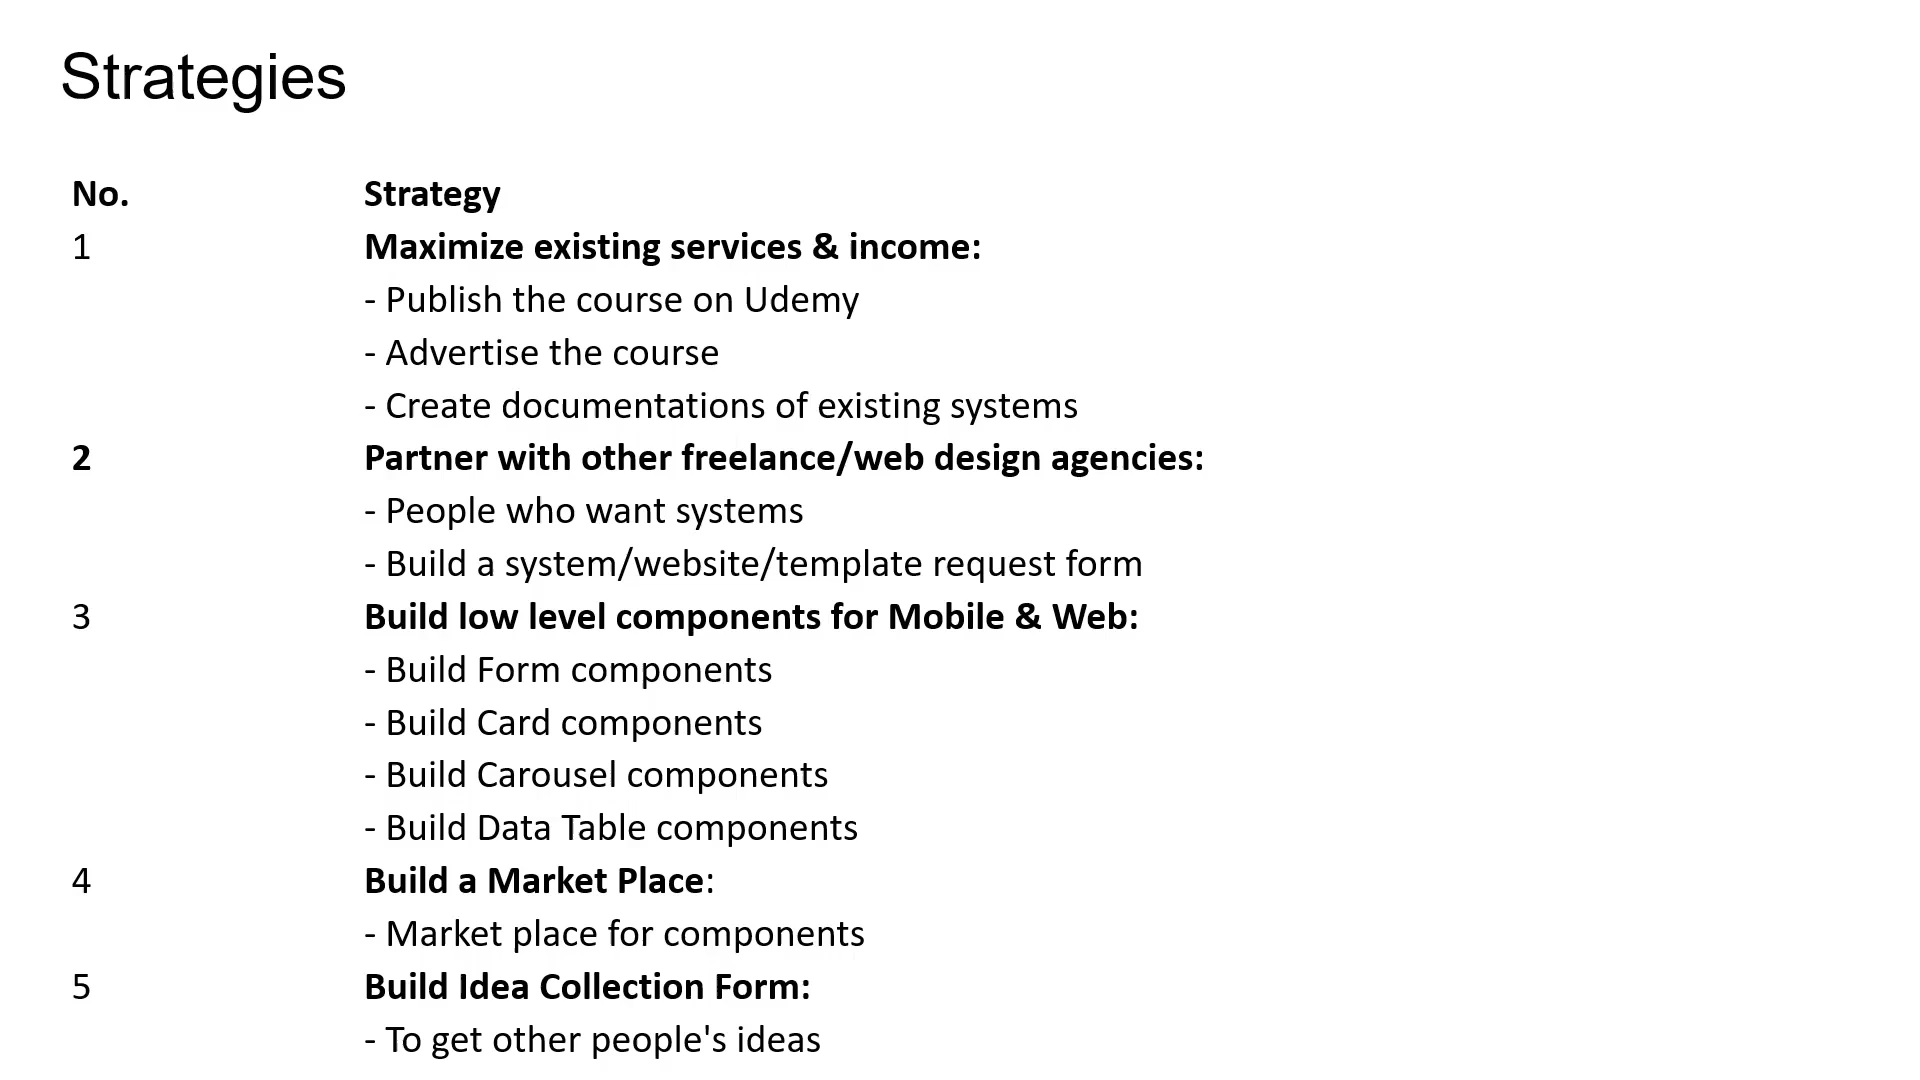 Strategies
No. Strategy
1 Maximize existing services & income:
- Publish the course on Udemy
- Advertise the course
- Create documentations of existing systems
2 Partner with other freelance/web design agencies:
- People who want systems
- Build a system/website/template request form
3 Build low level components for Mobile & Web:
- Build Form components
- Build Card components
- Build Carousel components
- Build Data Table components
4 Build a Market Place:
- Market place for components
5 Build Idea Collection Form:
- To get other people's ideas